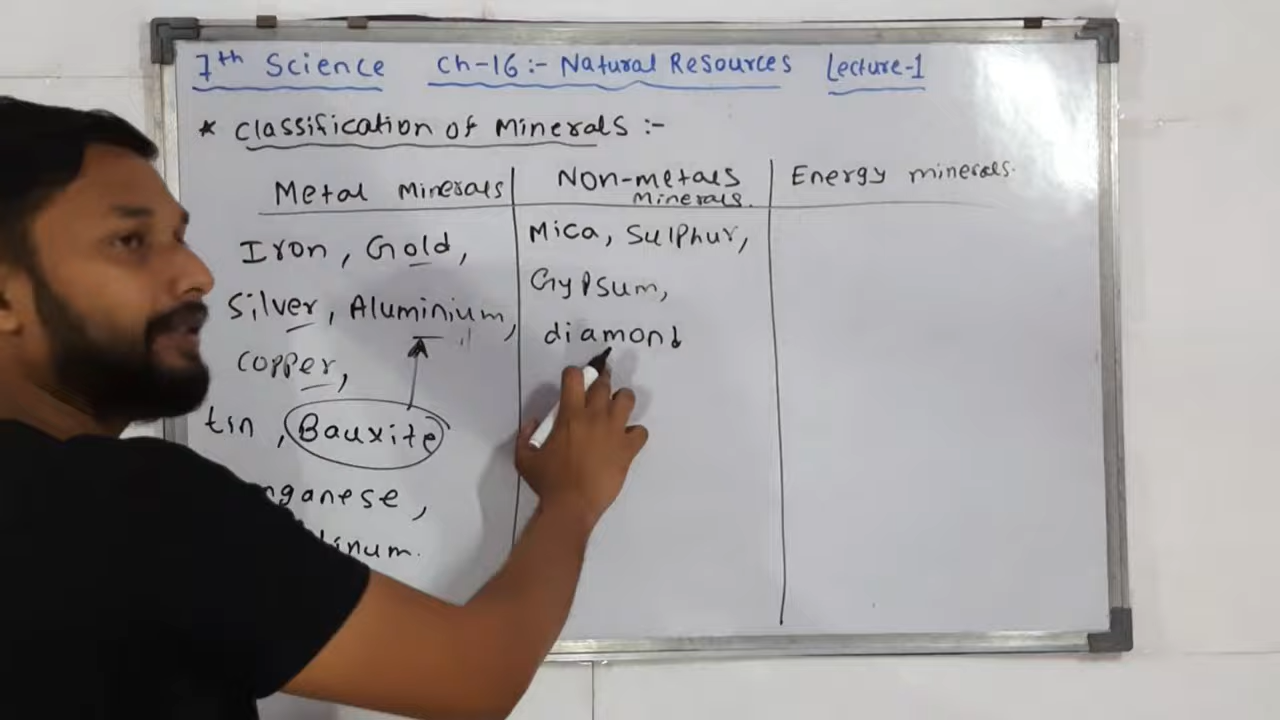 7th Science Ch-16:- Natural Resources Lecture-1
* Classification of Minerals :-
Metal Minerals
Iron, Gold,
Silver, Aluminium,
Copper,
tin, Bauxite
Non-metals
Minerals.
Mica, Sulphur,
Gypsum,
diamond
Energy minerals.